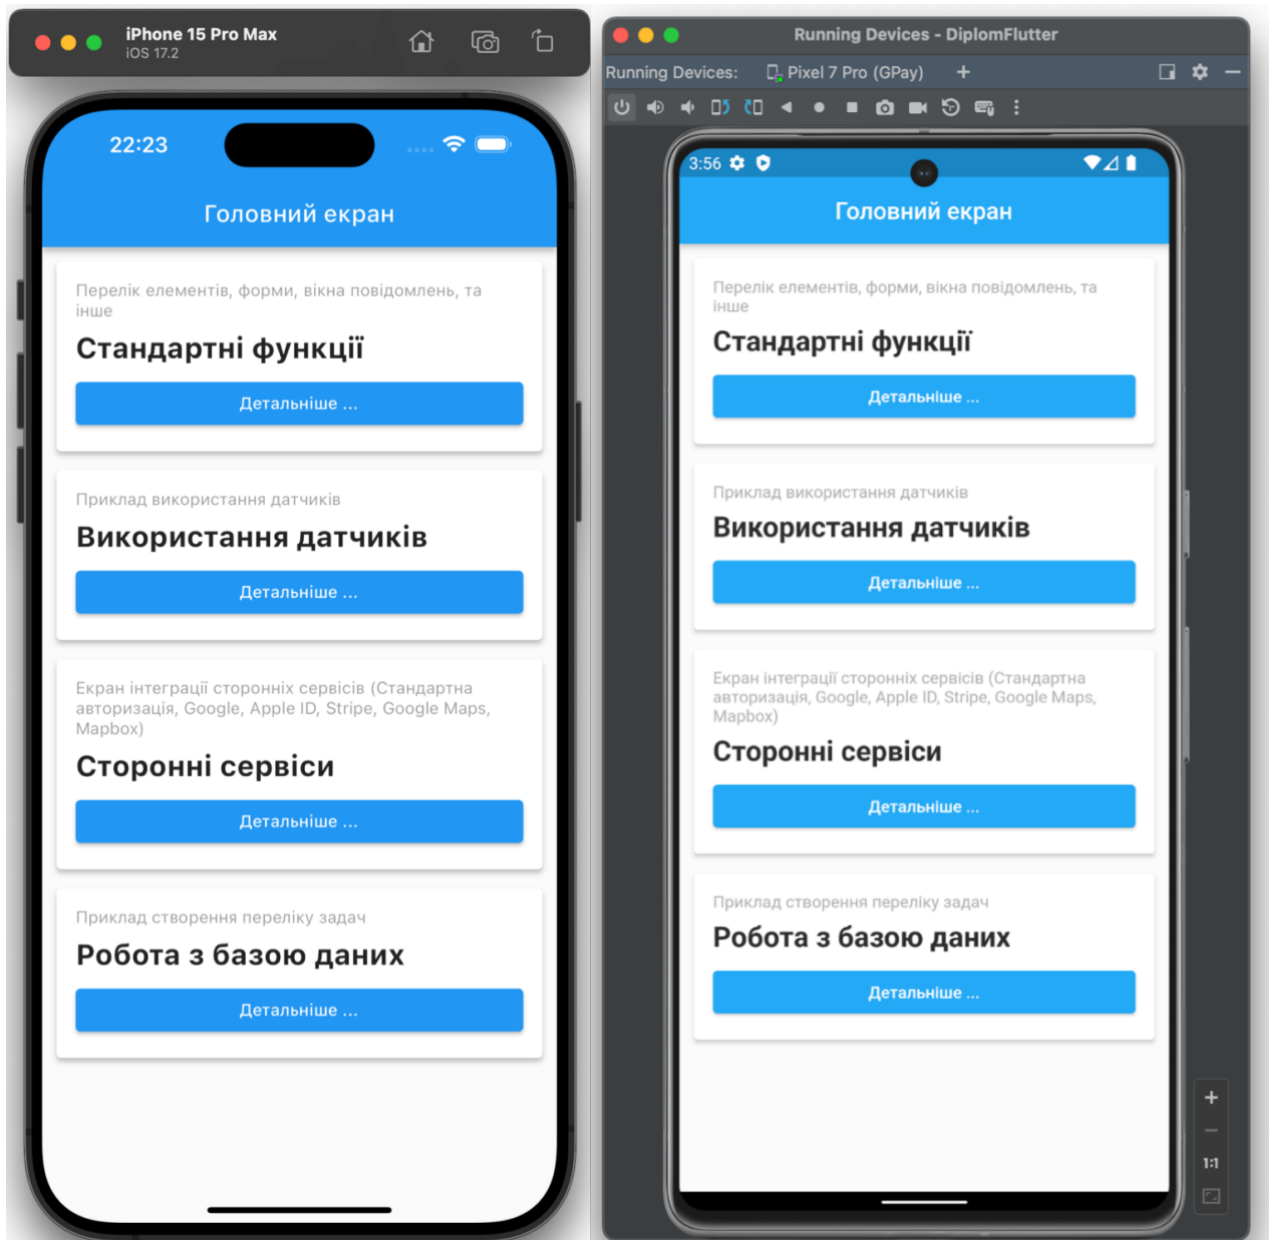 iPhone 15 Pro Max
iOS 17.2
22:23
Головний екран
Перелік елементів, форми, вікна повідомлень, та
інше
Стандартні функції
Детальніше ...
Приклад використання датчиків
Використання датчиків
Детальніше ...
Екран інтеграції сторонніх сервісів (Стандартна
авторизація, Google, Apple ID, Stripe, Google Maps,
Mapbox)
Сторонні сервіси
Детальніше ...
Приклад створення переліку задач
Робота з базою даних
Детальніше ...
Running Devices - DiplomFlutter
Running Devices: Pixel 7 Pro (GPay)
3:56
Головний екран
Перелік елементів, форми, вікна повідомлень, та
інше
Стандартні функції
Детальніше ...
Приклад використання датчиків
Використання датчиків
Детальніше ...
Екран інтеграції сторонніх сервісів (Стандартна
авторизація, Google, Apple ID, Stripe, Google Maps,
Mapbox)
Сторонні сервіси
Детальніше ...
Приклад створення переліку задач
Робота з базою даних
Детальніше ...
1:1